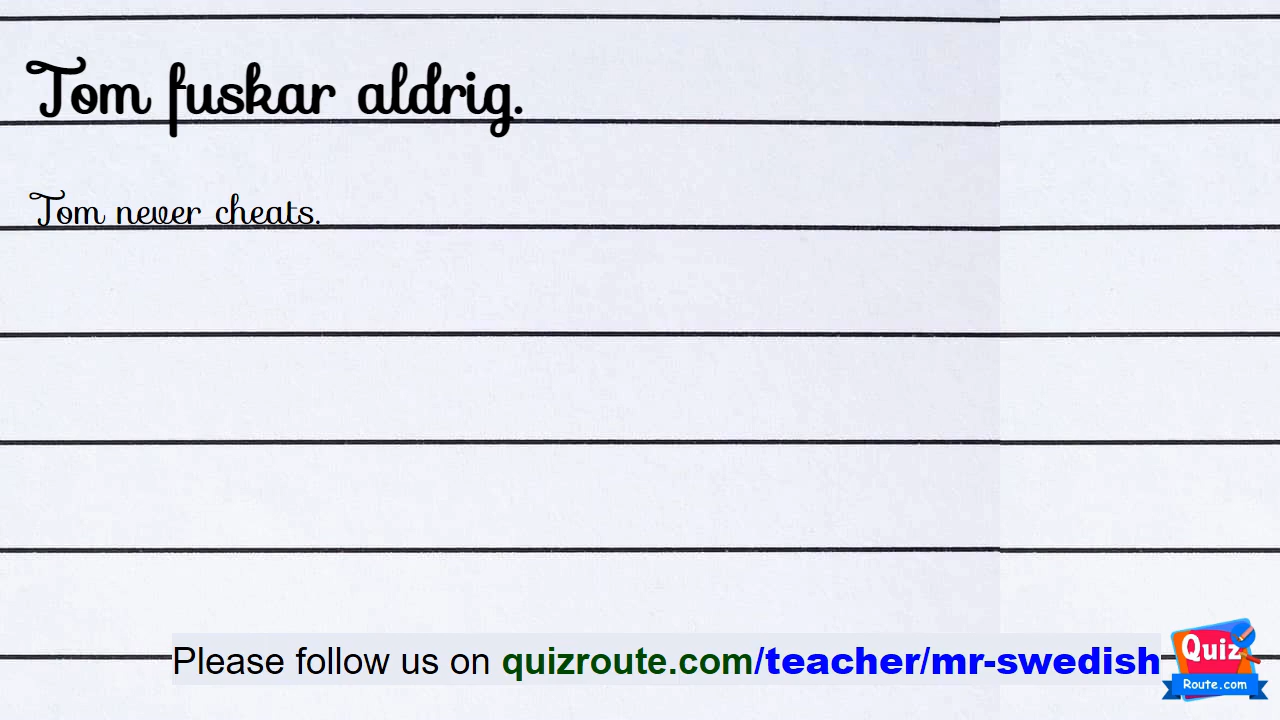 Tom fuskar aldrig.
Tom never cheats.
Please follow us on quizroute.com/teacher/mr-swedish
Quiz
Route.com